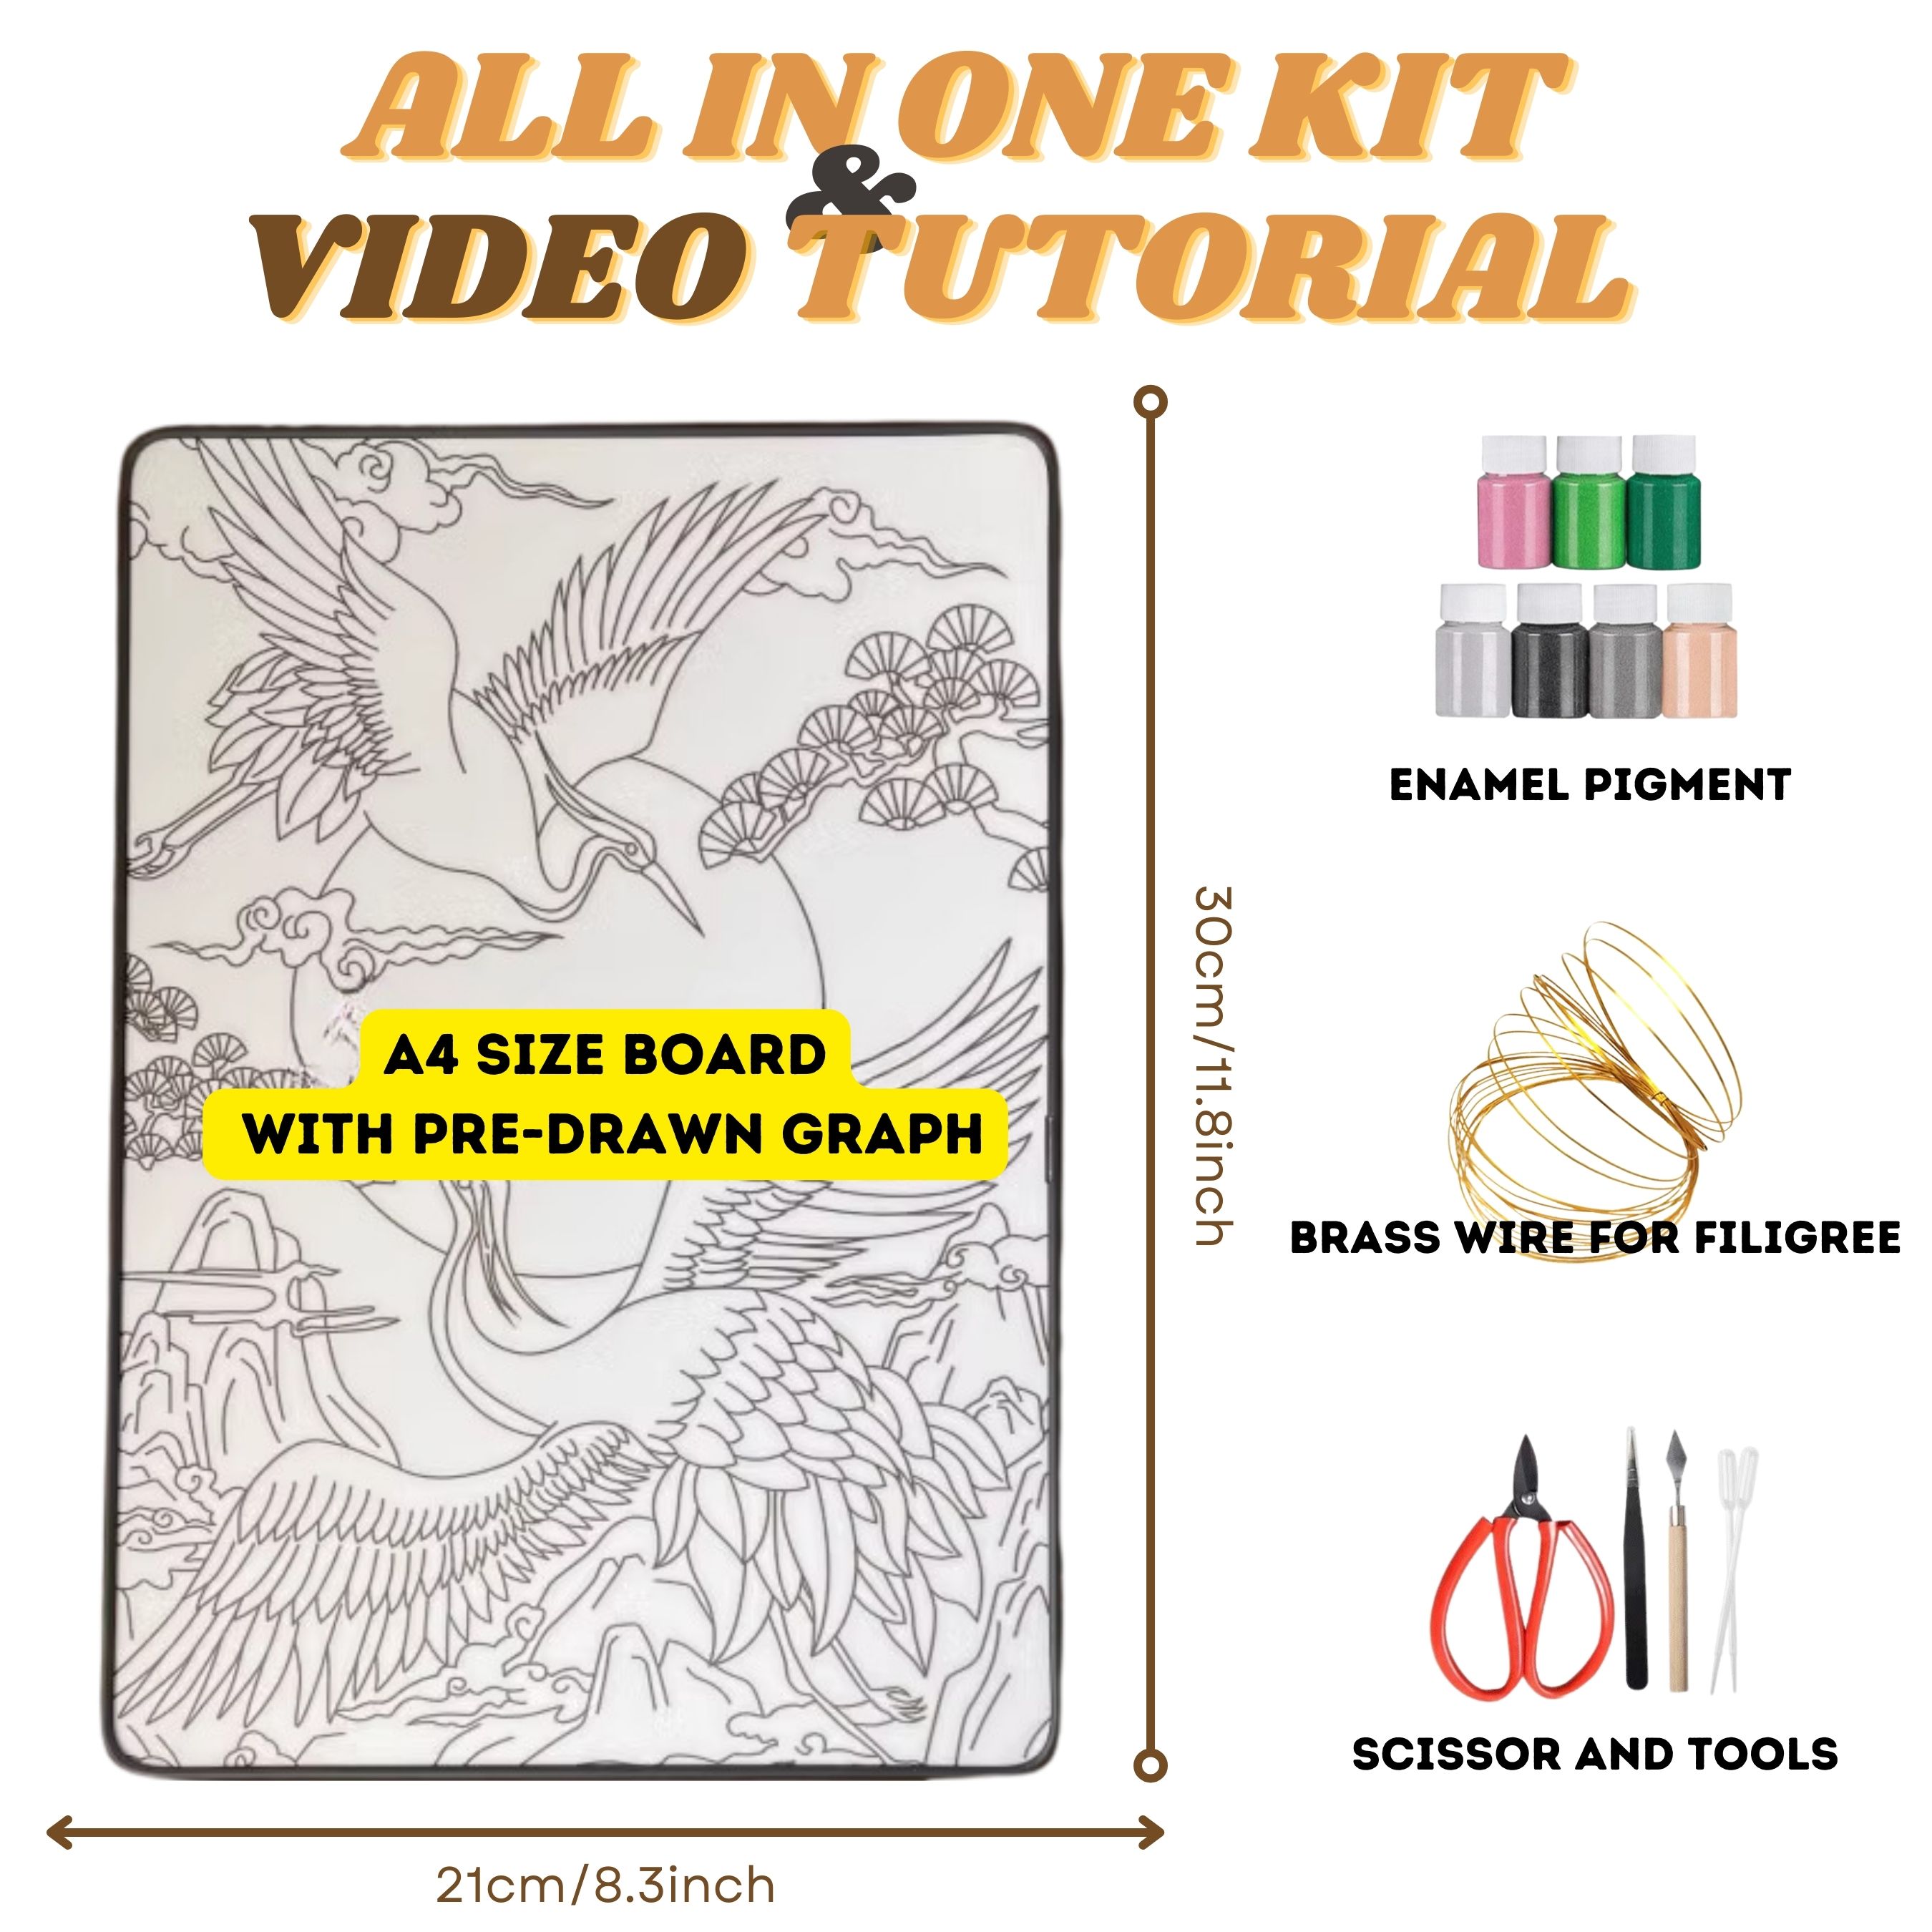 ALL IN ONE KIT
&
VIDEO TUTORIAL
A4 SIZE BOARD
WITH PRE-DRAWN GRAPH
30cm/11.8inch
21cm/8.3inch
ENAMEL PIGMENT
BRASS WIRE FOR FILIGREE
SCISSOR AND TOOLS